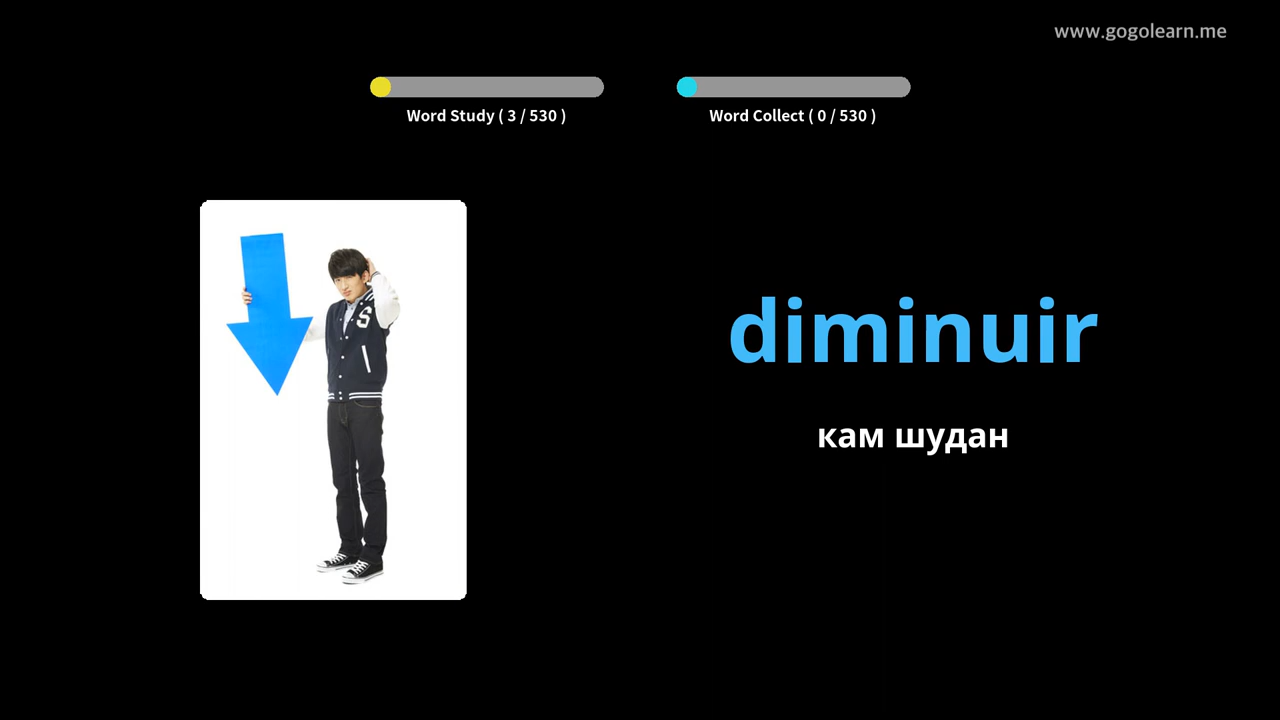 www.gogolearn.me
Word Study ( 3 / 530 )
Word Collect ( 0 / 530 )
S
diminuir
кам шудан